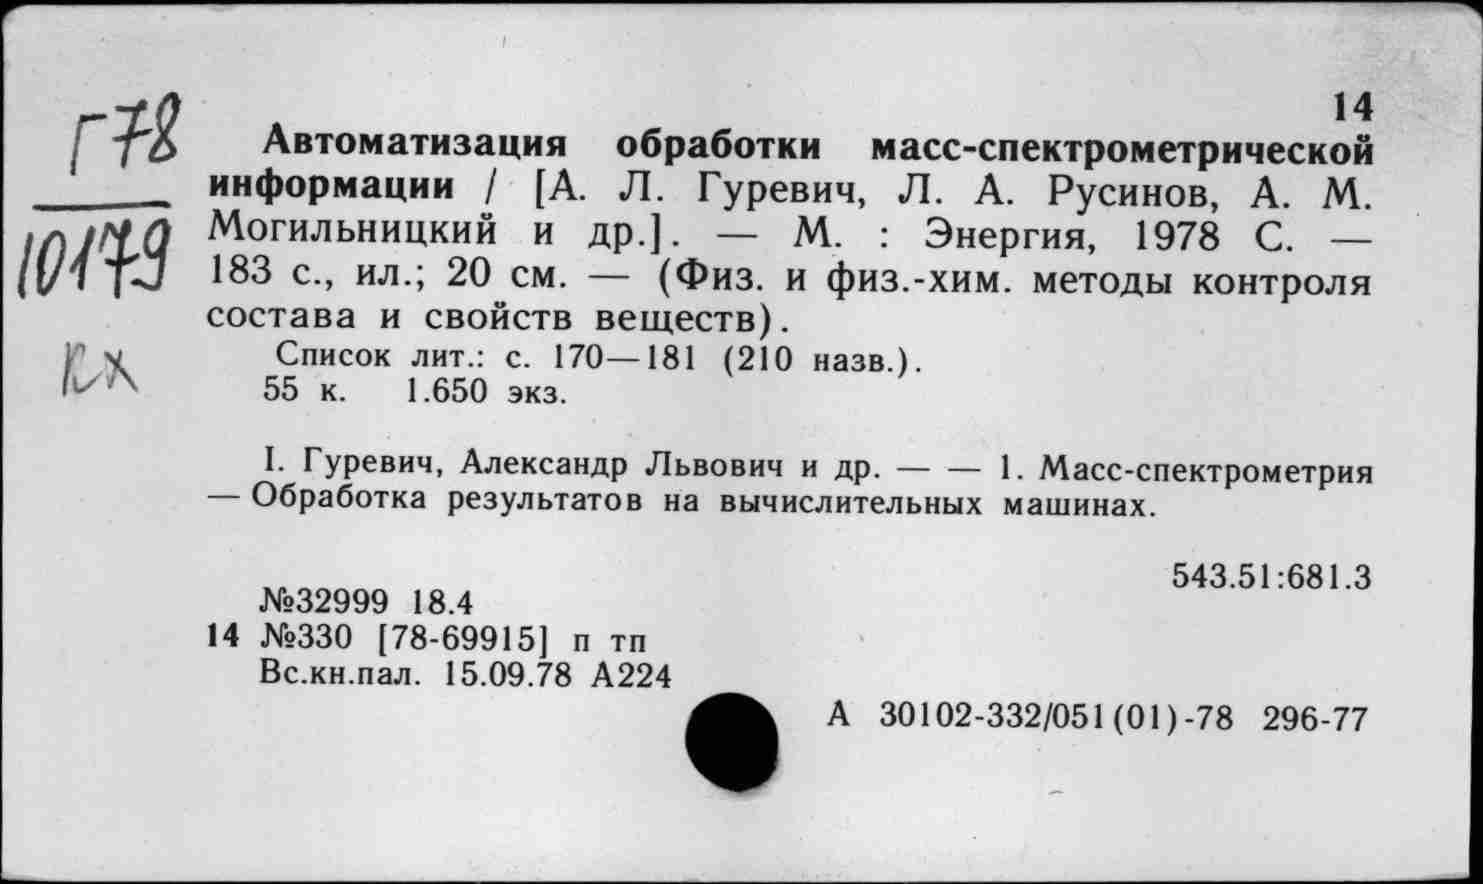 14
Г78
10179
Автоматизация обработки масс-спектрометрической
информации / [А. Л. Гуревич, Л. А. Русинов, А. М.
Могильницкий и др.]. — М. : Энергия, 1978 С. —
183 с., ил.; 20 см. — (Физ. и физ.-хим. методы контроля
состава и свойств веществ).
Список лит.: с. 170—181 (210 назв.).
55 к. 1.650 экз.
I. Гуревич, Александр Львович и др. — — 1. Масс-спектрометрия
— Обработка результатов на вычислительных машинах.
543.51:681.3
№32999 18.4
14 №330 [78-69915] п тп
Вс.кн.пал. 15.09.78 А224
А 30102-332/051(01)-78 296-77